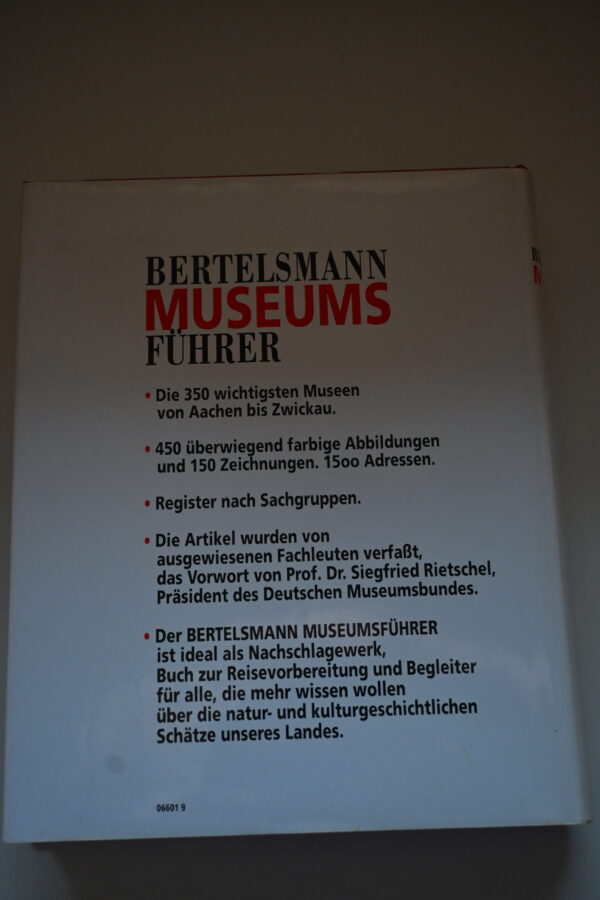 BERTELSMANN
MUSEUMS
FÜHRER
• Die 350 wichtigsten Museen
von Aachen bis Zwickau.
• 450 überwiegend farbige Abbildungen
und 150 Zeichnungen. 15oo Adressen.
• Register nach Sachgruppen.
• Die Artikel wurden von
ausgewiesenen Fachleuten verfaßt,
das Vorwort von Prof. Dr. Siegfried Rietschel,
Präsident des Deutschen Museumsbundes.
• Der BERTELSMANN MUSEUMSFÜHRER
ist ideal als Nachschlagewerk,
Buch zur Reisevorbereitung und Begleiter
für alle, die mehr wissen wollen
über die natur- und kulturgeschichtlichen
Schätze unseres Landes.
06601 9